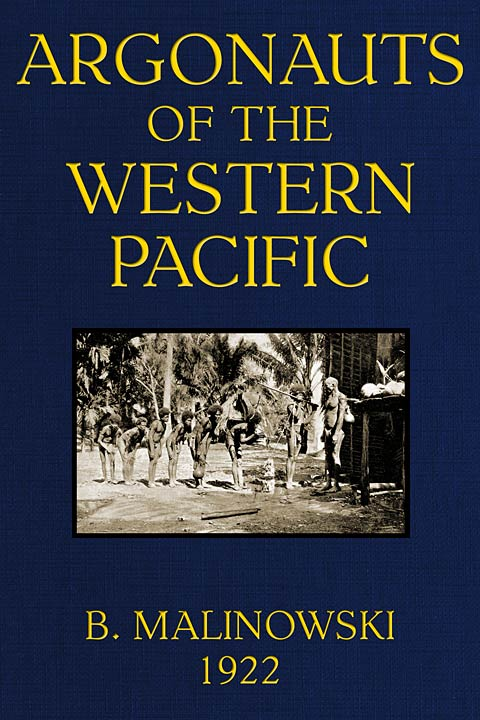 ARGONAUTS
OF THE
WESTERN
PACIFIC
B. MALINOWSKI
1922